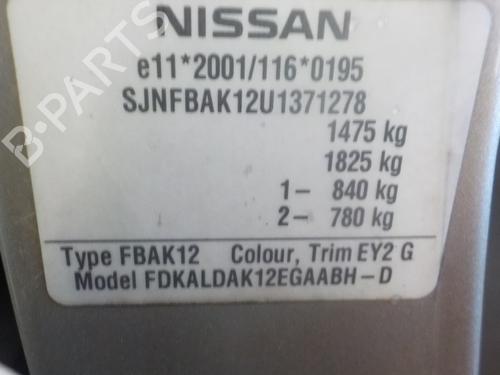 NISSAN
e11*2001/116*0195
SJNFBAK12U1371278
1475 kg
1825 kg
1- 840 kg
2- 780 kg
Type FBAK12 Colour, Trim EY2 G
Model FDKALDAK12EGAABH-D